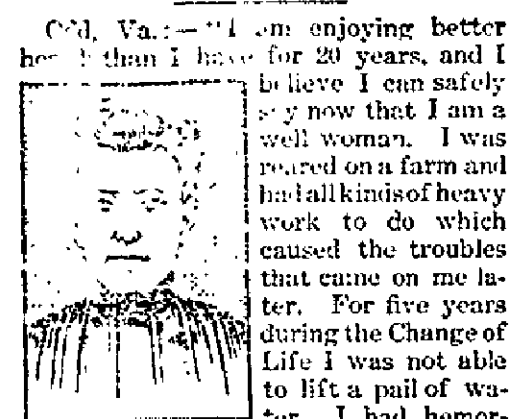 Odd, Va.:—"I am enjoying better
health than I have for 20 years, and I
believe I can safely
say now that I am a
well woman. I was
reared on a farm and
had all kinds of heavy
work to do which
caused the troubles
that came on me la-
ter. For five years
during the Change of
Life I was not able
to lift a pail of wa-
ter. I had hemor-